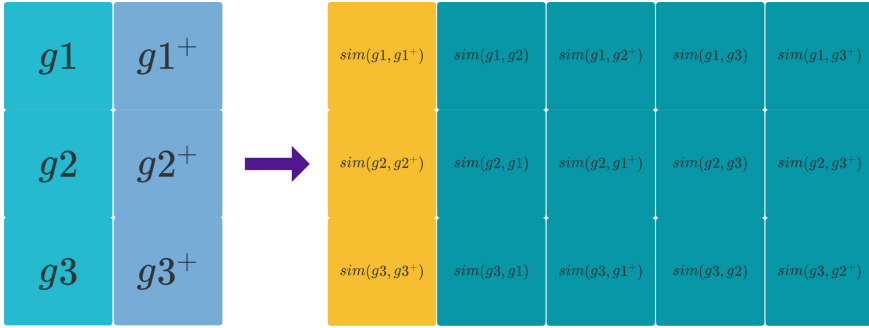 g1 g1⁺ sim(g1, g1⁺) sim(g1, g2) sim(g1, g2⁺) sim(g1, g3) sim(g1, g3⁺)
g2 g2⁺ sim(g2, g2⁺) sim(g2, g1) sim(g2, g1⁺) sim(g2, g3) sim(g2, g3⁺)
g3 g3⁺ sim(g3, g3⁺) sim(g3, g1) sim(g3, g1⁺) sim(g3, g2) sim(g3, g2⁺)